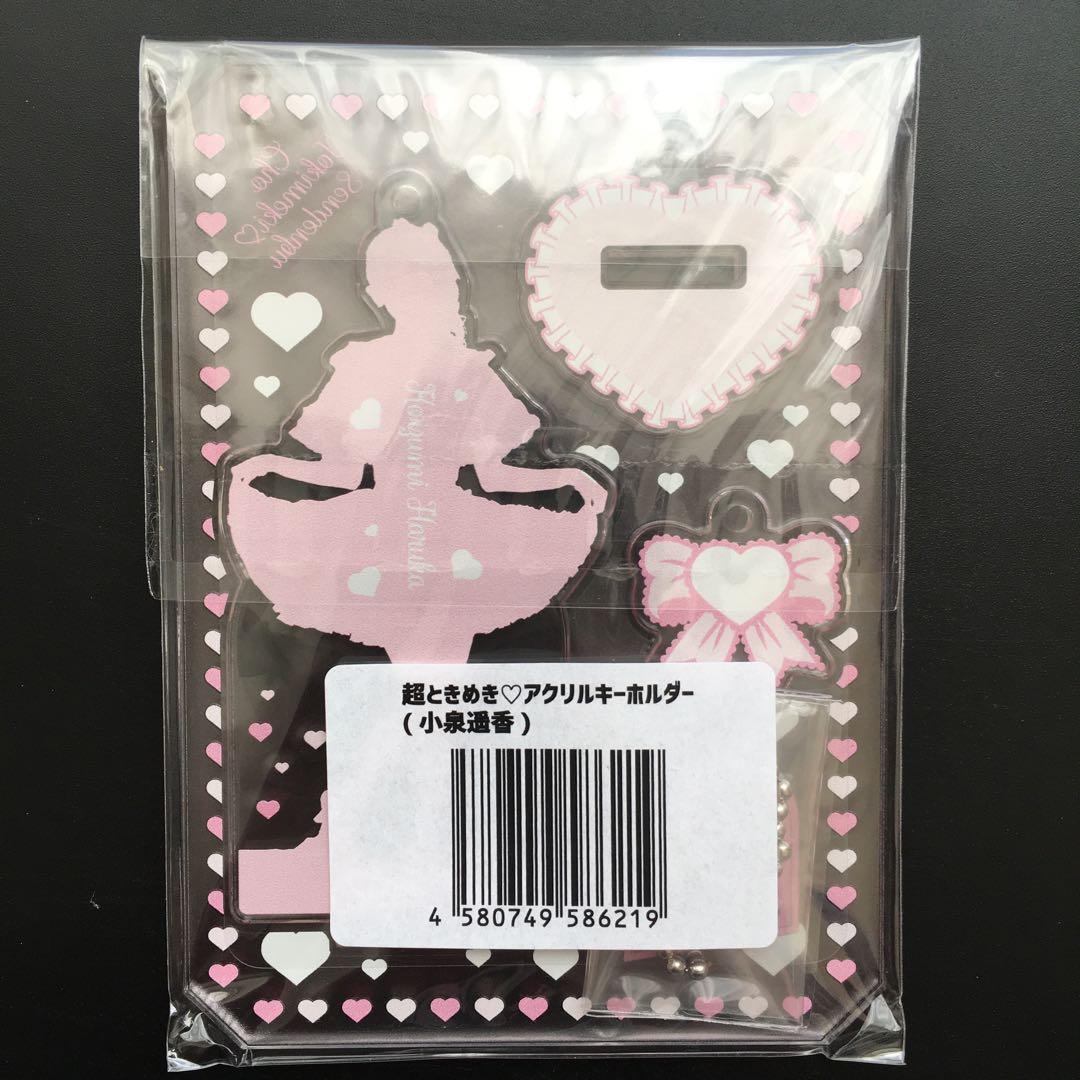 Cho
Tokimeki♡
Sendenbu
Koizumi Haruka
超ときめき♡アクリルキーホルダー
(小泉遥香)
4 580749 586219